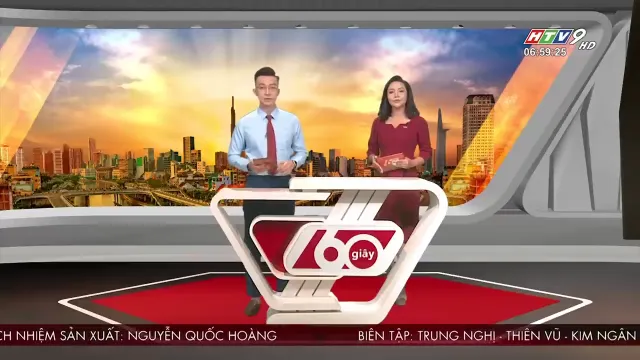 HTV9 HD
06:59:25
60 giây
CH NHIỆM SẢN XUẤT: NGUYỄN QUỐC HOÀNG BIÊN TẬP: TRUNG NGHỊ - THIÊN VŨ - KIM NGÂN